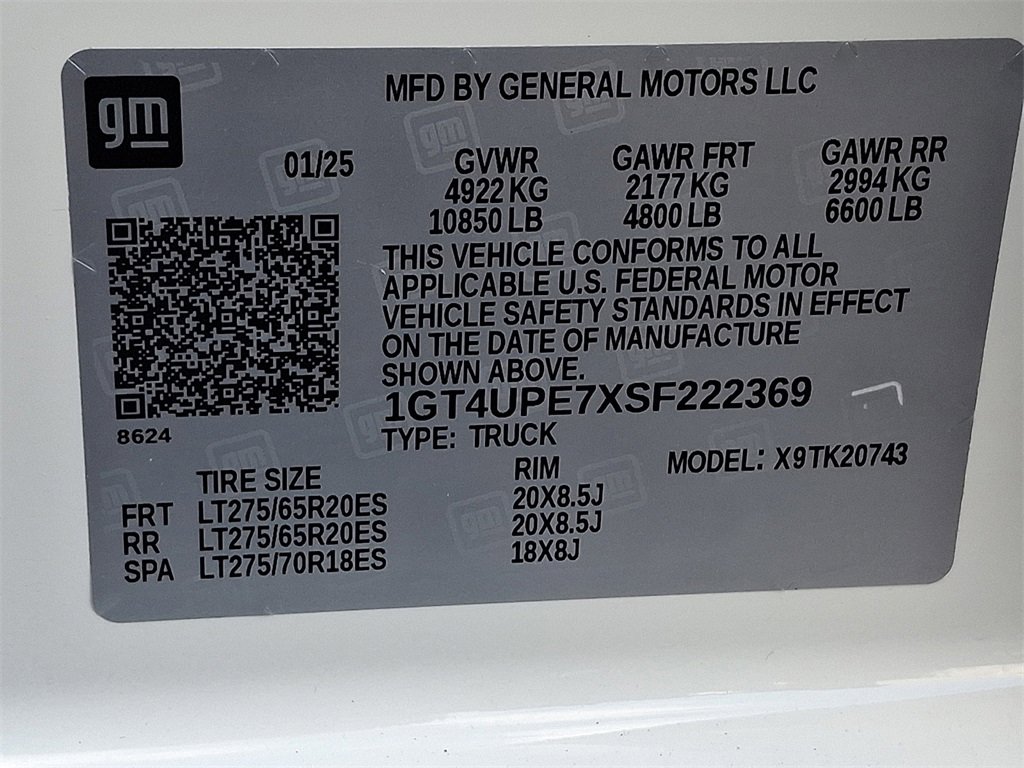 gm
MFD BY GENERAL MOTORS LLC
01/25 GVWR GAWR FRT GAWR RR
4922 KG 2177 KG 2994 KG
10850 LB 4800 LB 6600 LB
THIS VEHICLE CONFORMS TO ALL
APPLICABLE U.S. FEDERAL MOTOR
VEHICLE SAFETY STANDARDS IN EFFECT
ON THE DATE OF MANUFACTURE
SHOWN ABOVE.
1GT4UPE7XSF222369
8624
TYPE: TRUCK MODEL: X9TK20743
TIRE SIZE RIM
FRT LT275/65R20ES 20X8.5J
RR LT275/65R20ES 20X8.5J
SPA LT275/70R18ES 18X8J